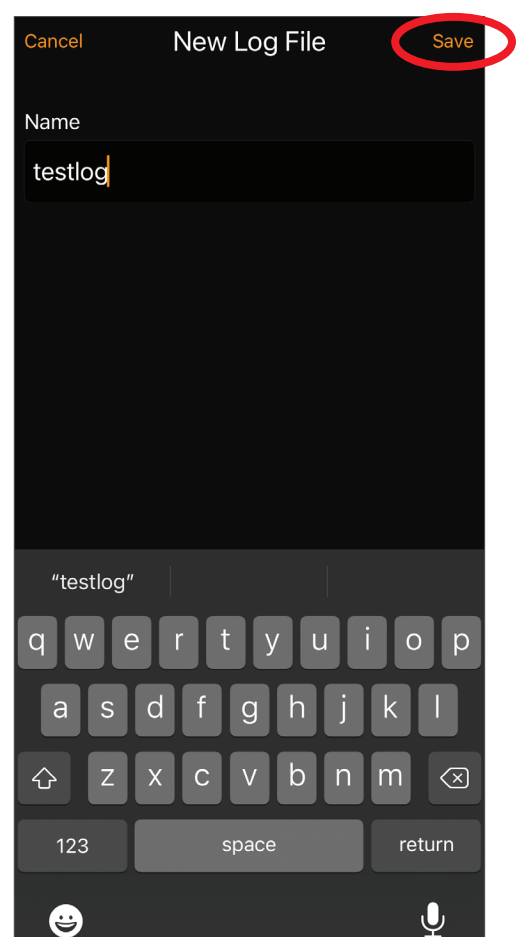 Cancel New Log File Save
Name
testlog
“testlog”
q w e r t y u i o p
a s d f g h j k l
z x c v b n m
123 space return